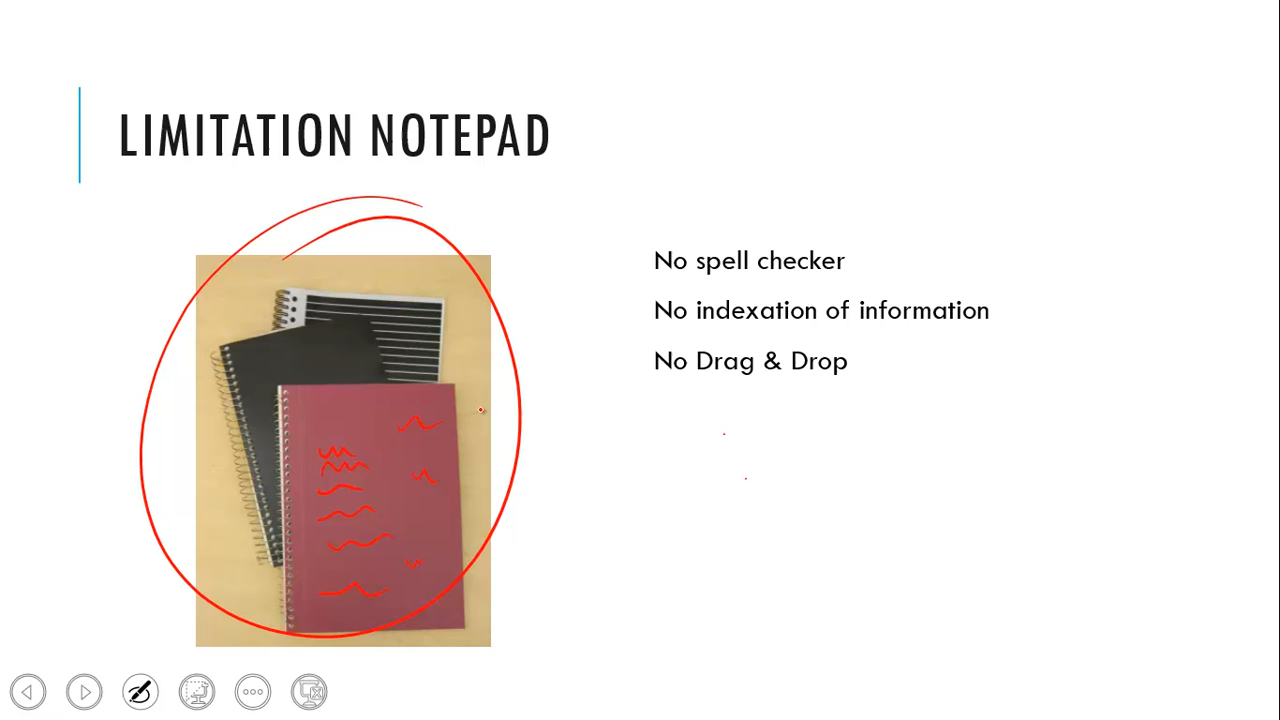 LIMITATION NOTEPAD
No spell checker
No indexation of information
No Drag & Drop